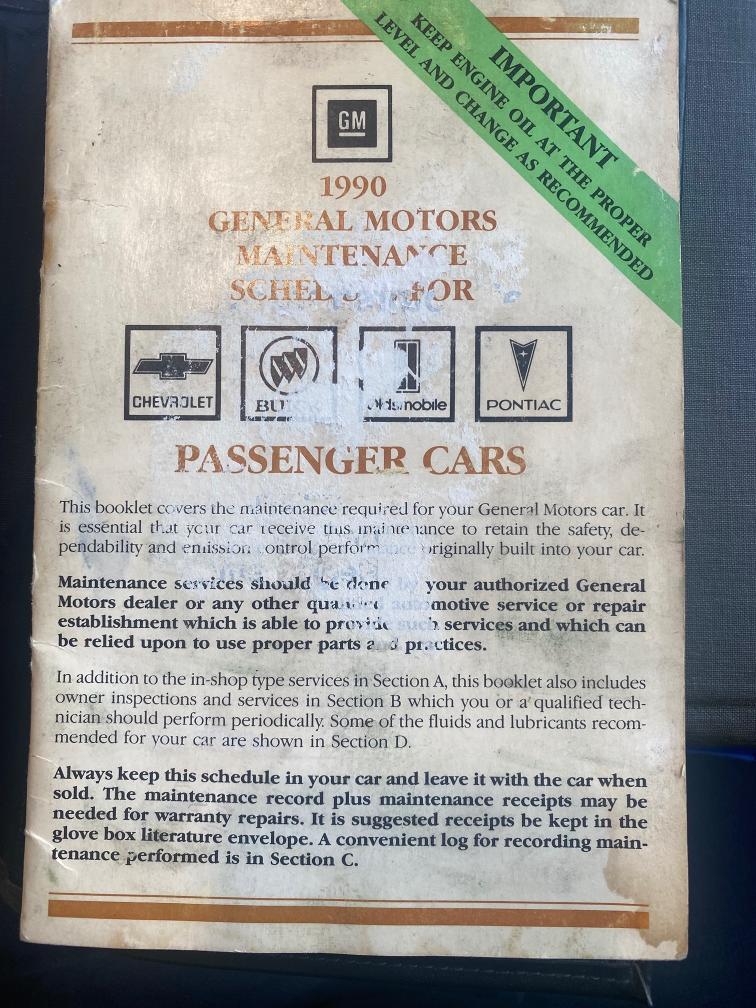 IMPORTANT
KEEP ENGINE OIL AT THE PROPER
LEVEL AND CHANGE AS RECOMMENDED
GM
1990
GENERAL MOTORS
MAINTENANCE
SCHEDULE FOR
CHEVROLET
BUICK
Oldsmobile
PONTIAC
PASSENGER CARS
This booklet covers the maintenance required for your General Motors car. It
is essential that your car receive this maintenance to retain the safety, de-
pendability and emission control performance originally built into your car.
Maintenance services should be done by your authorized General
Motors dealer or any other qualified automotive service or repair
establishment which is able to provide such services and which can
be relied upon to use proper parts and practices.
In addition to the in-shop type services in Section A, this booklet also includes
owner inspections and services in Section B which you or a qualified tech-
nician should perform periodically. Some of the fluids and lubricants recom-
mended for your car are shown in Section D.
Always keep this schedule in your car and leave it with the car when
sold. The maintenance record plus maintenance receipts may be
needed for warranty repairs. It is suggested receipts be kept in the
glove box literature envelope. A convenient log for recording main-
tenance performed is in Section C.